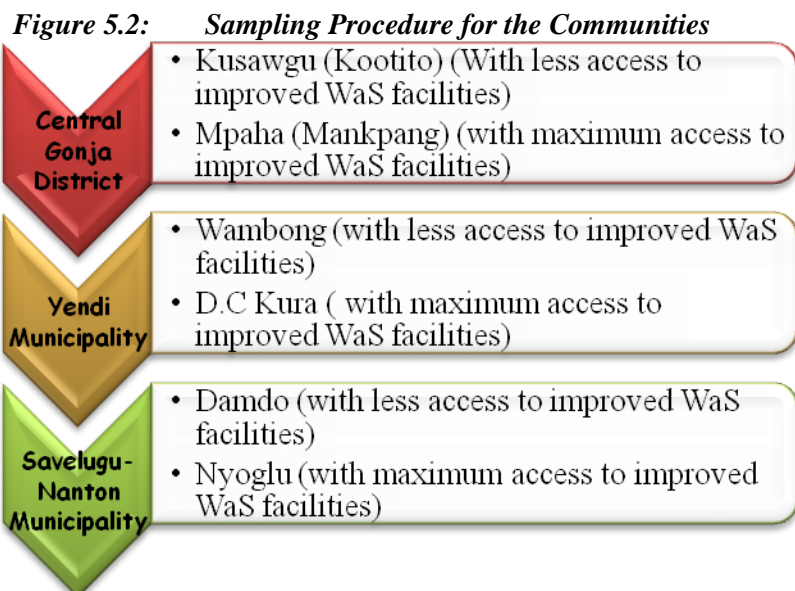 Figure 5.2: Sampling Procedure for the Communities
Central
Gonja
District
• Kusawgu (Kootito) (With less access to
improved WaS facilities)
• Mpaha (Mankpang) (with maximum access to
improved WaS facilities)
Yendi
Municipality
• Wambong (with less access to improved WaS
facilities)
• D.C Kura ( with maximum access to
improved WaS facilities)
Savelugu-
Nanton
Municipality
• Damdo (with less access to improved WaS
facilities)
• Nyoglu (with maximum access to improved
WaS facilities)